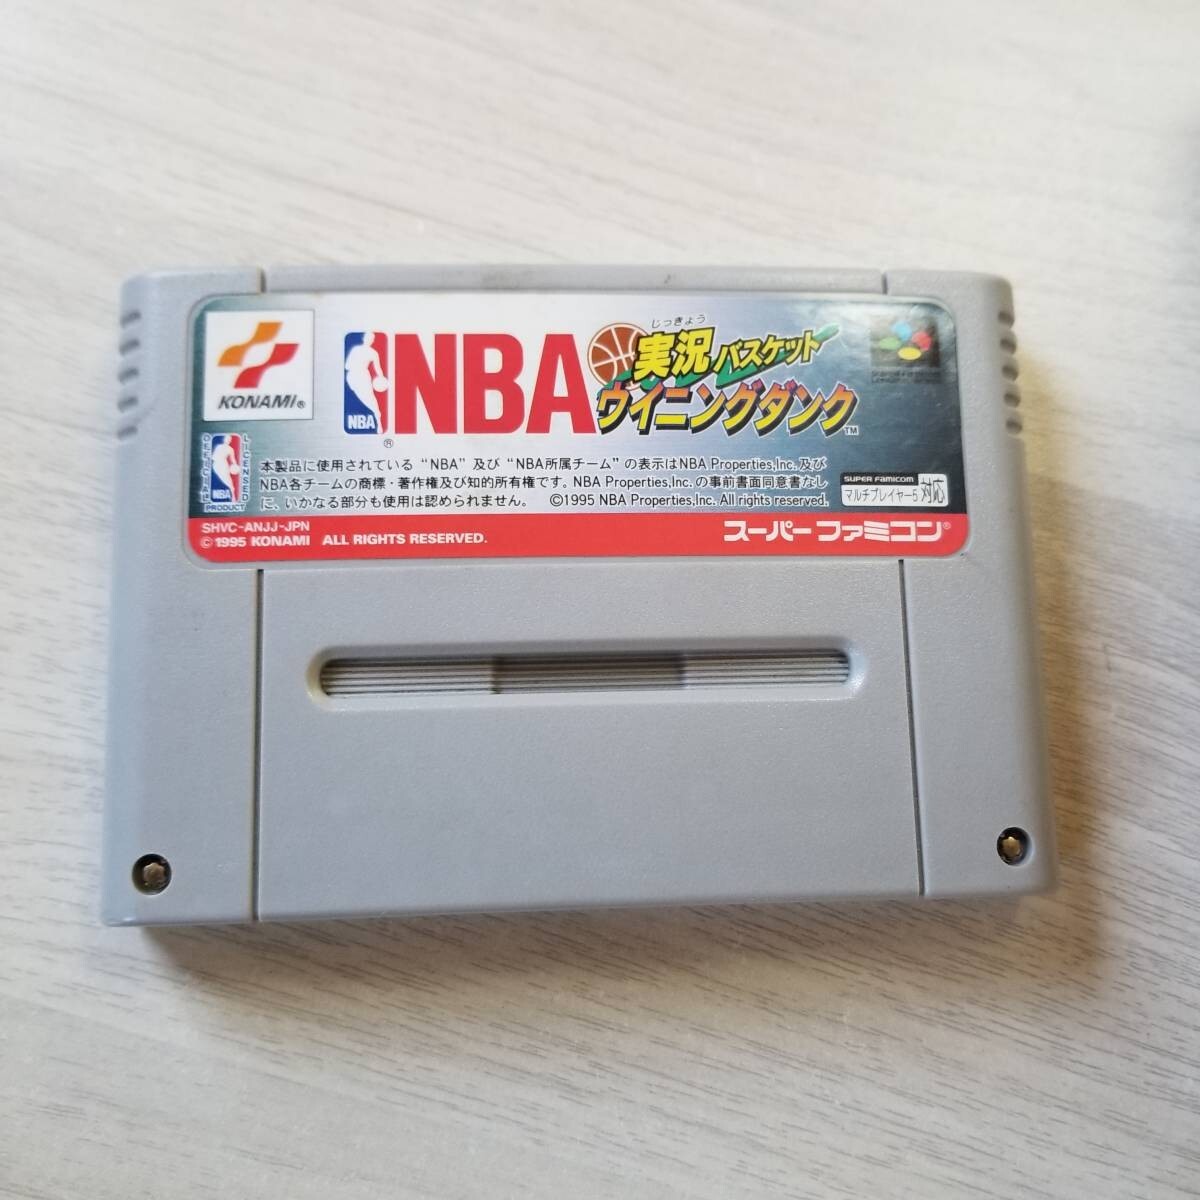 KONAMI®
NBA
®
NBA
じっきょう
実況バスケット
ウイニングダンク™
OFFICIAL
LICENSED
NBA
PRODUCT
本製品に使用されている“NBA”及び“NBA所属チーム”の表示はNBA Properties,Inc.及び
NBA各チームの商標・著作権及び知的所有権です。NBA Properties,Inc.の事前書面同意書なし
に、いかなる部分も使用は認められません。 ©1995 NBA Properties,Inc. All rights reserved.
SUPER FAMICOM
マルチプレイヤー5対応
SHVC-ANJJ-JPN
©1995 KONAMI ALL RIGHTS RESERVED.
スーパーファミコン®